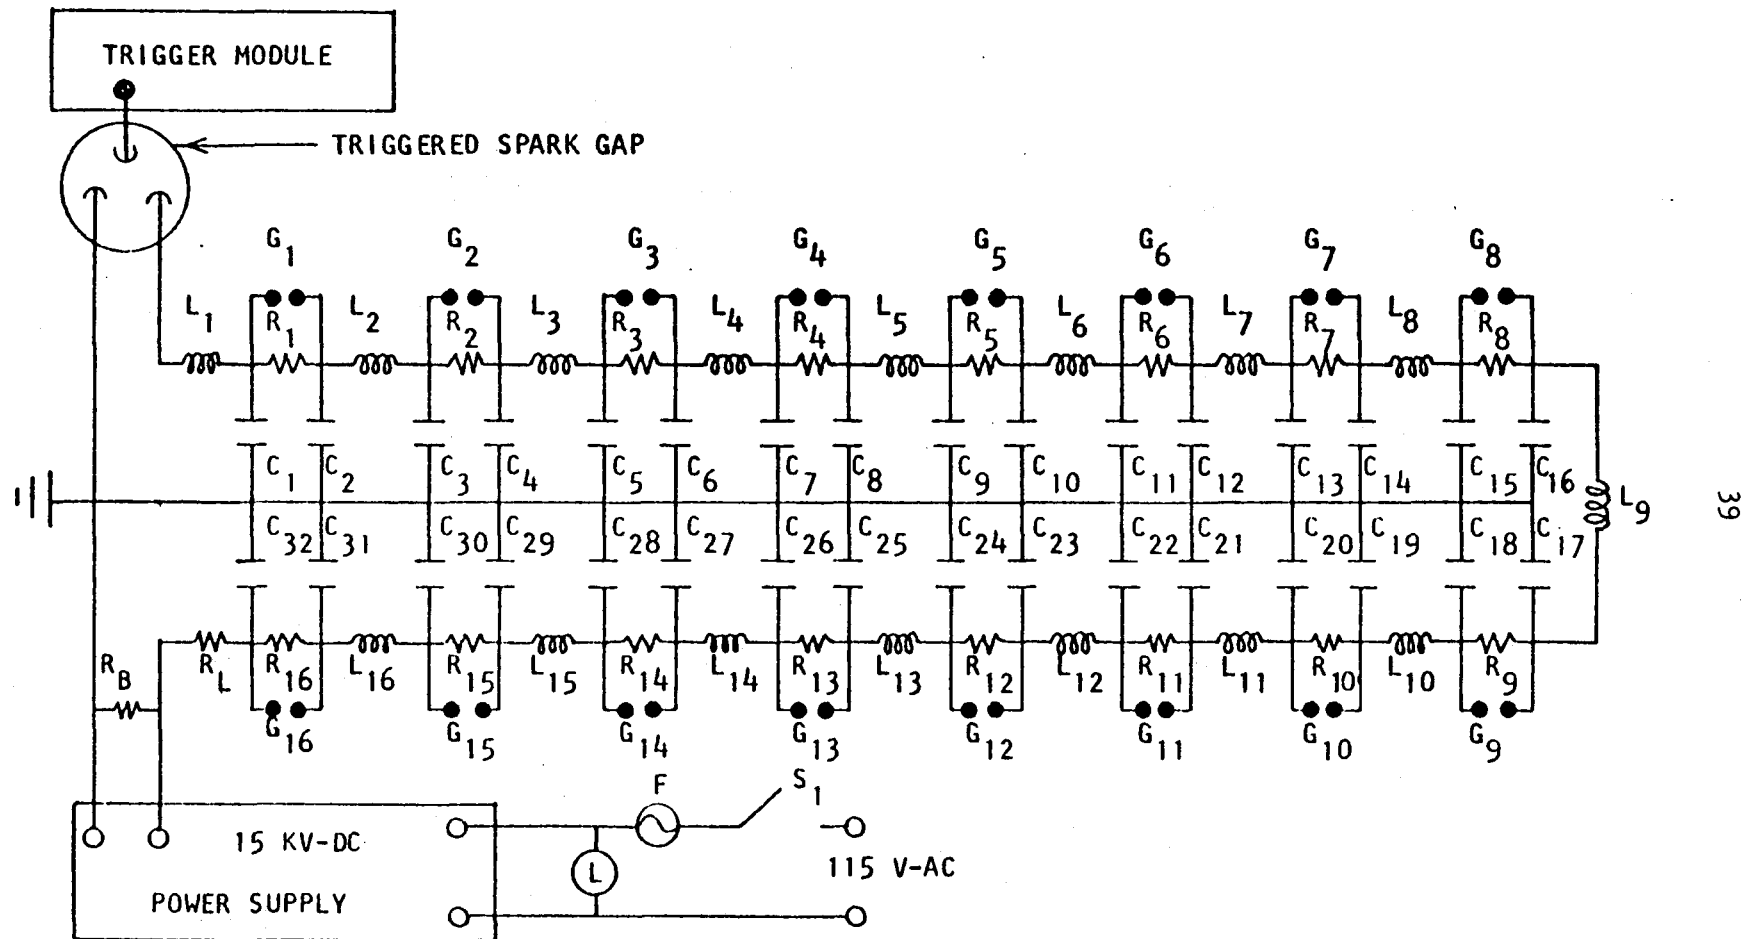 TRIGGER MODULE
TRIGGERED SPARK GAP
G1 G2 G3 G4 G5 G6 G7 G8
L1 R1 L2 R2 L3 R3 L4 R4 L5 R5 L6 R6 L7 R7 L8 R8
C1 C2 C3 C4 C5 C6 C7 C8 C9 C10 C11 C12 C13 C14 C15 C16
L9
39
C32 C31 C30 C29 C28 C27 C26 C25 C24 C23 C22 C21 C20 C19 C18 C17
RB RL R16 L16 R15 L15 R14 L14 R13 L13 R12 L12 R11 L11 R10 L10 R9
G16 G15 G14 G13 G12 G11 G10 G9
F S1
15 KV-DC
L
115 V-AC
POWER SUPPLY